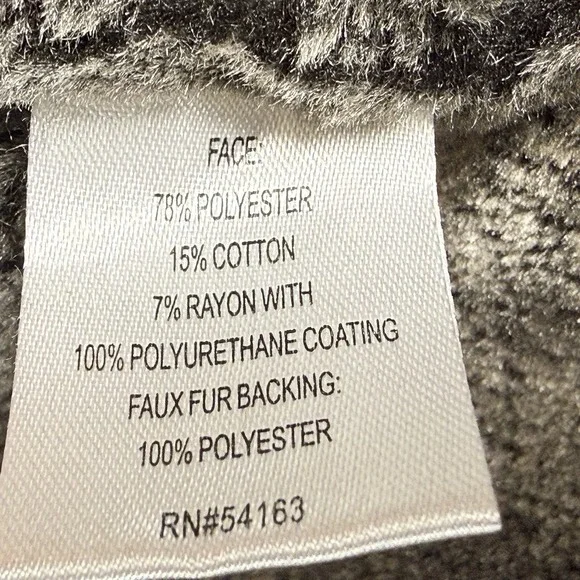 FACE:
78% POLYESTER
15% COTTON
7% RAYON WITH
100% POLYURETHANE COATING
FAUX FUR BACKING:
100% POLYESTER
RN#54163